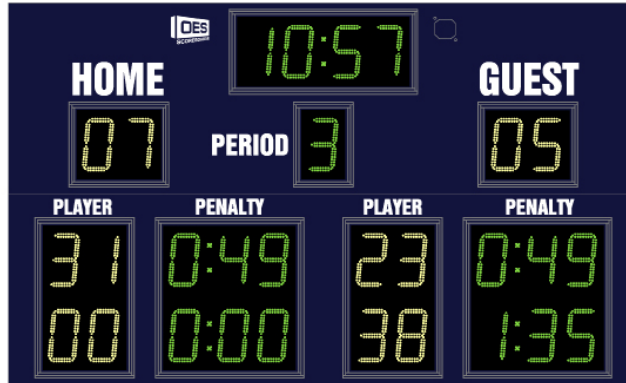 OES
SCOREBOARDS
10:57
HOME GUEST
07 PERIOD 3 05
PLAYER PENALTY PLAYER PENALTY
31 0:49 23 0:49
00 0:00 38 1:35